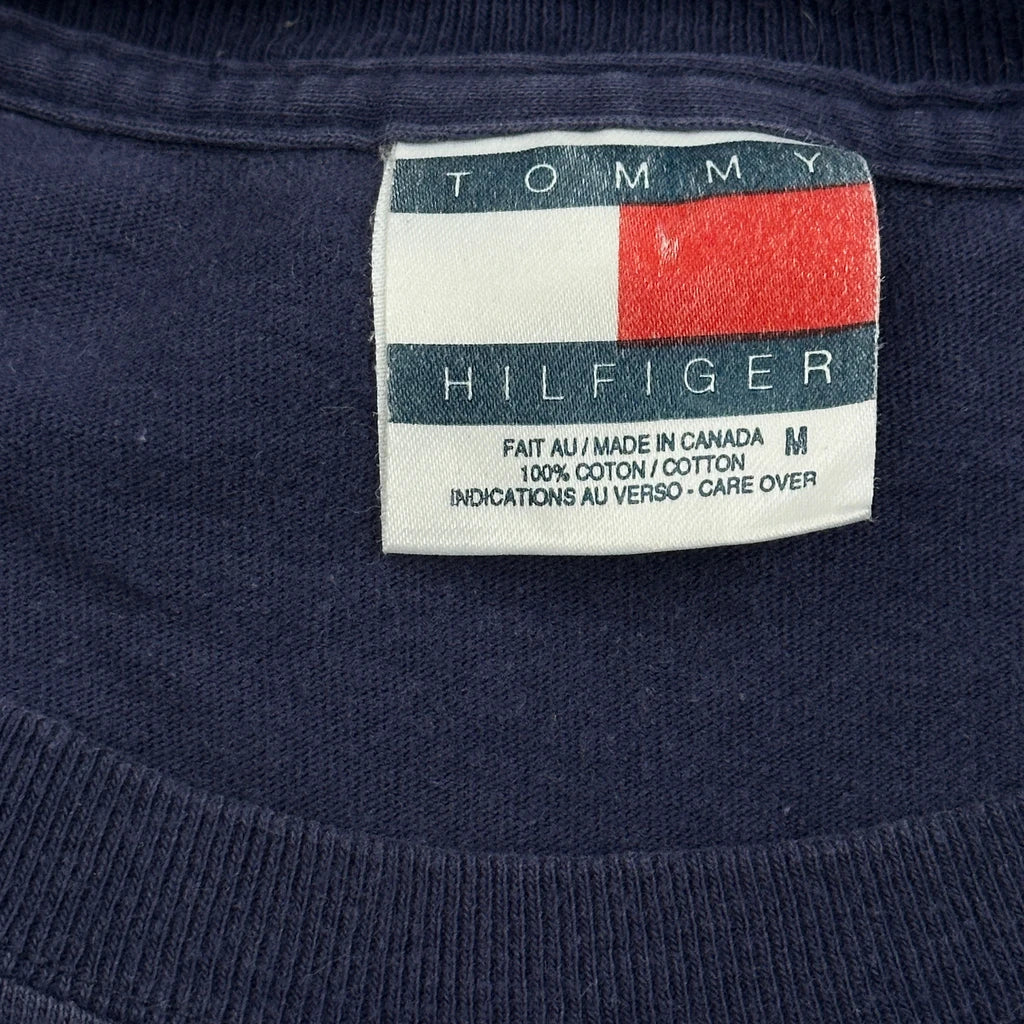 TOMMY
HILFIGER
FAIT AU / MADE IN CANADA M
100% COTON / COTTON
INDICATIONS AU VERSO - CARE OVER